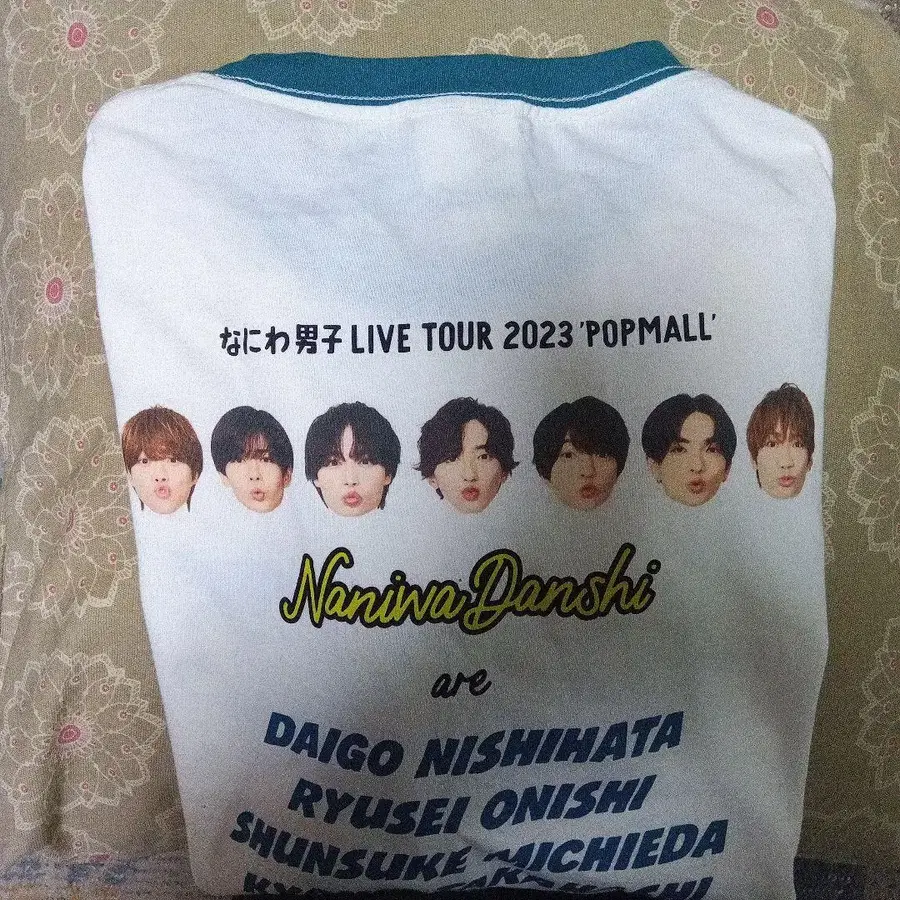 なにわ男子 LIVE TOUR 2023 'POPMALL'
Naniwa Danshi
are
DAIGO NISHIHATA
RYUSEI ONISHI
SHUNSUKE MICHIEDA